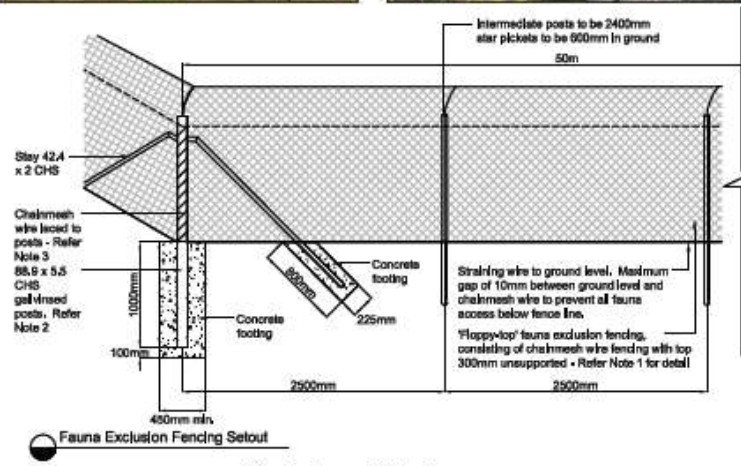 Intermediate posts to be 2400mm
star pickets to be 600mm in ground
50m
Stay 42.4
x 2 CHS
Chainmesh
wire laced to
posts - Refer
Note 3
88.9 x 5.5
CHS
galvinsed
posts. Refer
Note 2
1000mm
100mm
450mm min.
Concrete
footing
900mm
225mm
Concrete
footing
Straining wire to ground level. Maximum
gap of 10mm between ground level and
chainmesh wire to prevent all fauna
access below fence line.
'Floppy-top' fauna exclusion fencing,
consisting of chainmesh wire fencing with top
300mm unsupported - Refer Note 1 for detail
2500mm
2500mm
Fauna Exclusion Fencing Setout